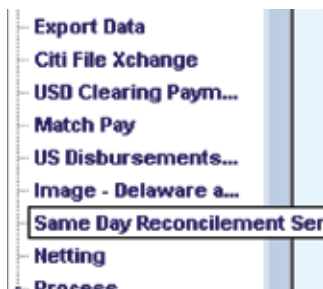 Export Data
Citi File Xchange
USD Clearing Paym...
Match Pay
US Disbursements...
Image - Delaware a...
Same Day Reconcilement Ser
Netting
Process